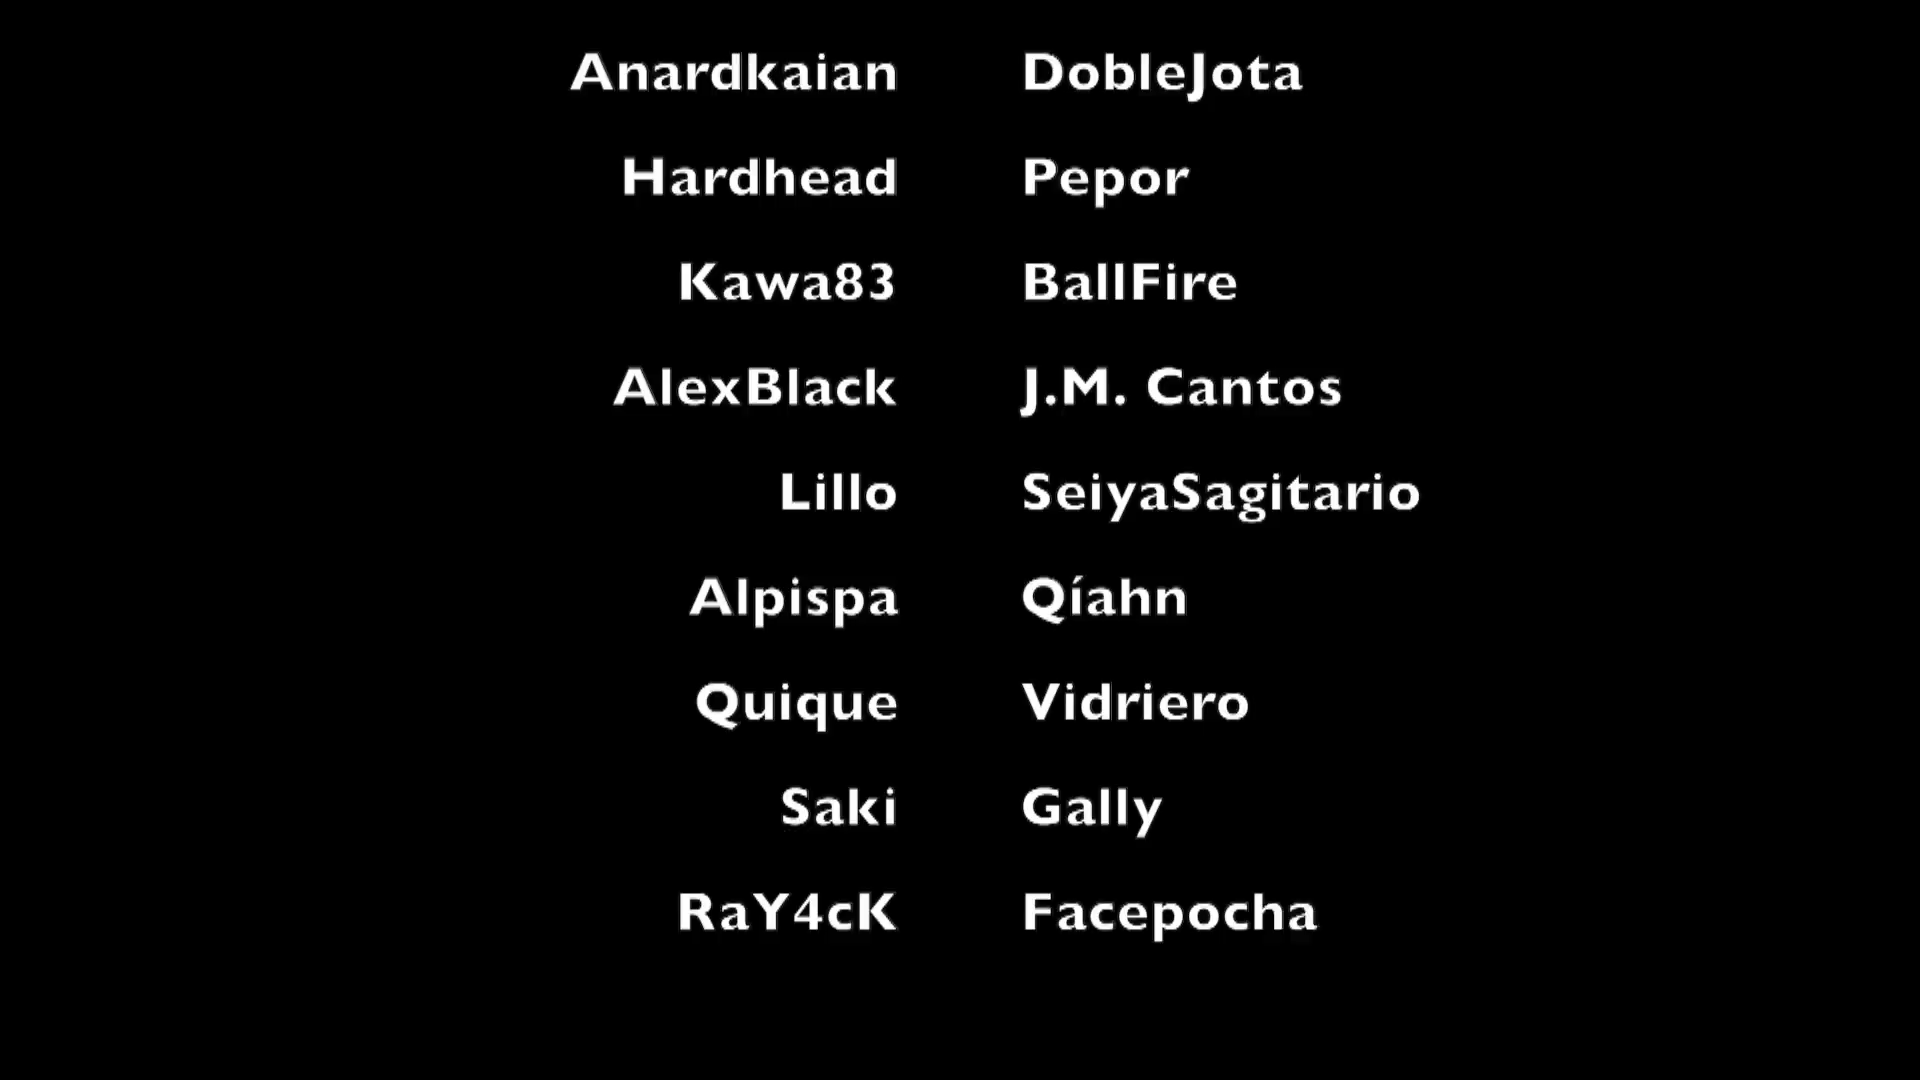 Anardkaian DobleJota
Hardhead Pepor
Kawa83 BallFire
AlexBlack J.M. Cantos
Lillo SeiyaSagitario
Alpispa Qíahn
Quique Vidriero
Saki Gally
RaY4cK Facepocha